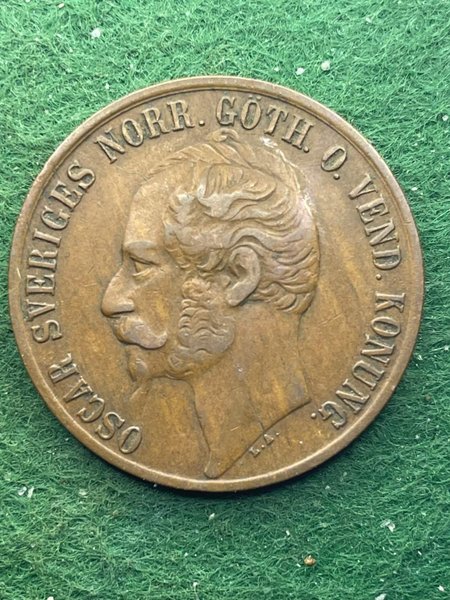 OSCAR SVERIGES NORR. GÖTH. O. VEND. KONUNG.
L.A.